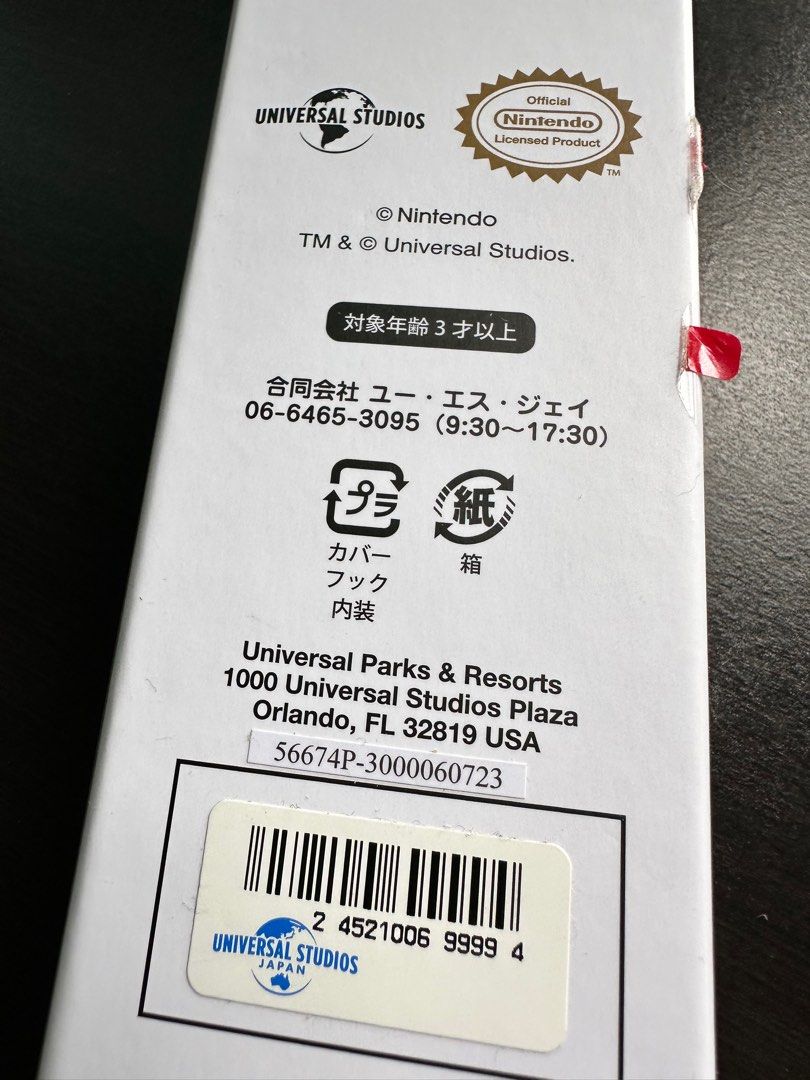 UNIVERSAL STUDIOS
Official
Nintendo
Licensed Product
TM
© Nintendo
TM & © Universal Studios.
対象年齢 3 才以上
合同会社 ユー・エス・ジェイ
06-6465-3095（9:30～17:30）
プラ
カバー
フック
内装
紙
箱
Universal Parks & Resorts
1000 Universal Studios Plaza
Orlando, FL 32819 USA
56674P-3000060723
2 4521006 9999 4
UNIVERSAL STUDIOS
JAPAN